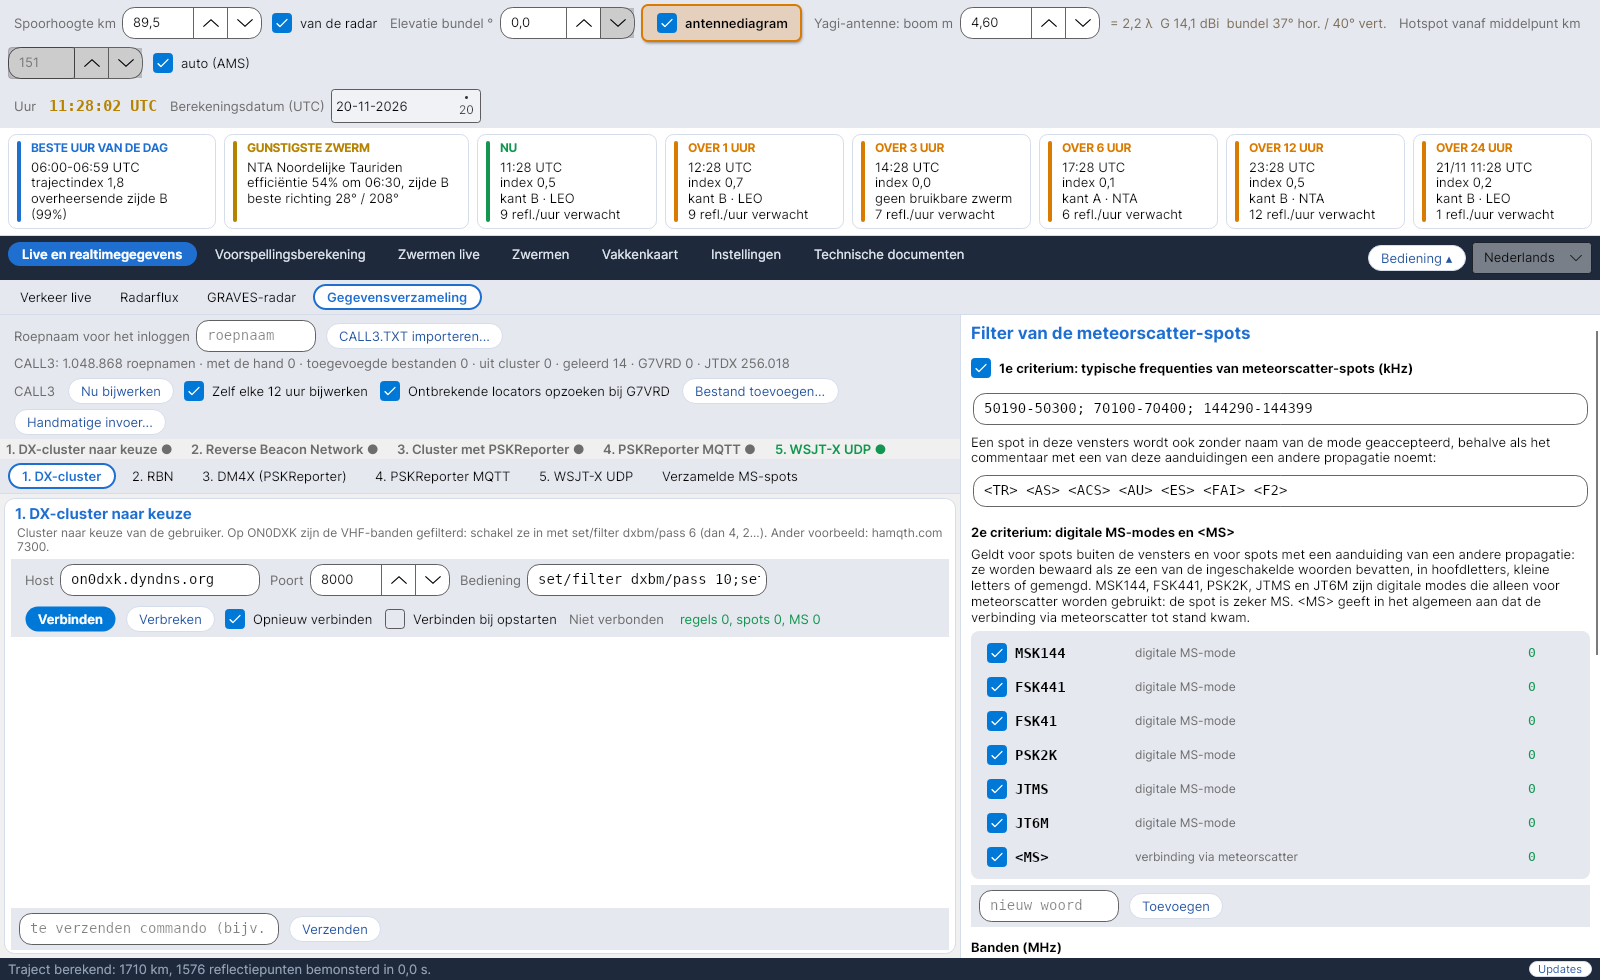 Spoorhoogte km 89,5 van de radar Elevatie bundel ° 0,0 antennediagram Yagi-antenne: boom m 4,60 = 2,2 λ G 14,1 dBi bundel 37° hor. / 40° vert. Hotspot vanaf middelpunt km
151 auto (AMS)
Uur 11:28:02 UTC Berekeningsdatum (UTC) 20-11-2026 20
BESTE UUR VAN DE DAG
06:00-06:59 UTC
trajectindex 1,8
overheersende zijde B
(99%)
GUNSTIGSTE ZWERM
NTA Noordelijke Tauriden
efficiëntie 54% om 06:30, zijde B
beste richting 28° / 208°
NU
11:28 UTC
index 0,5
kant B · LEO
9 refl./uur verwacht
OVER 1 UUR
12:28 UTC
index 0,7
kant B · LEO
9 refl./uur verwacht
OVER 3 UUR
14:28 UTC
index 0,0
geen bruikbare zwerm
7 refl./uur verwacht
OVER 6 UUR
17:28 UTC
index 0,1
kant A · NTA
6 refl./uur verwacht
OVER 12 UUR
23:28 UTC
index 0,5
kant B · NTA
12 refl./uur verwacht
OVER 24 UUR
21/11 11:28 UTC
index 0,2
kant B · LEO
1 refl./uur verwacht
Live en realtimegegevens Voorspellingsberekening Zwermen live Zwermen Vakkenkaart Instellingen Technische documenten Bediening ▴ Nederlands
Verkeer live Radarflux GRAVES-radar Gegevensverzameling
Roepnaam voor het inloggen roepnaam CALL3.TXT importeren...
CALL3: 1.048.868 roepnamen · met de hand 0 · toegevoegde bestanden 0 · uit cluster 0 · geleerd 14 · G7VRD 0 · JTDX 256.018
CALL3 Nu bijwerken Zelf elke 12 uur bijwerken Ontbrekende locators opzoeken bij G7VRD Bestand toevoegen...
Handmatige invoer...
1. DX-cluster naar keuze ● 2. Reverse Beacon Network ● 3. Cluster met PSKReporter ● 4. PSKReporter MQTT ● 5. WSJT-X UDP ●
1. DX-cluster 2. RBN 3. DM4X (PSKReporter) 4. PSKReporter MQTT 5. WSJT-X UDP Verzamelde MS-spots
1. DX-cluster naar keuze
Cluster naar keuze van de gebruiker. Op ON0DXK zijn de VHF-banden gefilterd: schakel ze in met set/filter dxbm/pass 6 (dan 4, 2...). Ander voorbeeld: hamqth.com
7300.
Host on0dxk.dyndns.org Poort 8000 Bediening set/filter dxbm/pass 10;se
Verbinden Verbreken Opnieuw verbinden Verbinden bij opstarten Niet verbonden regels 0, spots 0, MS 0
te verzenden commando (bijv. Verzenden
Filter van de meteorscatter-spots
1e criterium: typische frequenties van meteorscatter-spots (kHz)
50190-50300; 70100-70400; 144290-144399
Een spot in deze vensters wordt ook zonder naam van de mode geaccepteerd, behalve als het
commentaar met een van deze aanduidingen een andere propagatie noemt:
<TR> <AS> <ACS> <AU> <ES> <FAI> <F2>
2e criterium: digitale MS-modes en <MS>
Geldt voor spots buiten de vensters en voor spots met een aanduiding van een andere propagatie:
ze worden bewaard als ze een van de ingeschakelde woorden bevatten, in hoofdletters, kleine
letters of gemengd. MSK144, FSK441, PSK2K, JTMS en JT6M zijn digitale modes die alleen voor
meteorscatter worden gebruikt: de spot is zeker MS. <MS> geeft in het algemeen aan dat de
verbinding via meteorscatter tot stand kwam.
MSK144 digitale MS-mode 0
FSK441 digitale MS-mode 0
FSK41 digitale MS-mode 0
PSK2K digitale MS-mode 0
JTMS digitale MS-mode 0
JT6M digitale MS-mode 0
<MS> verbinding via meteorscatter 0
nieuw woord Toevoegen
Banden (MHz)
Traject berekend: 1710 km, 1576 reflectiepunten bemonsterd in 0,0 s. Updates